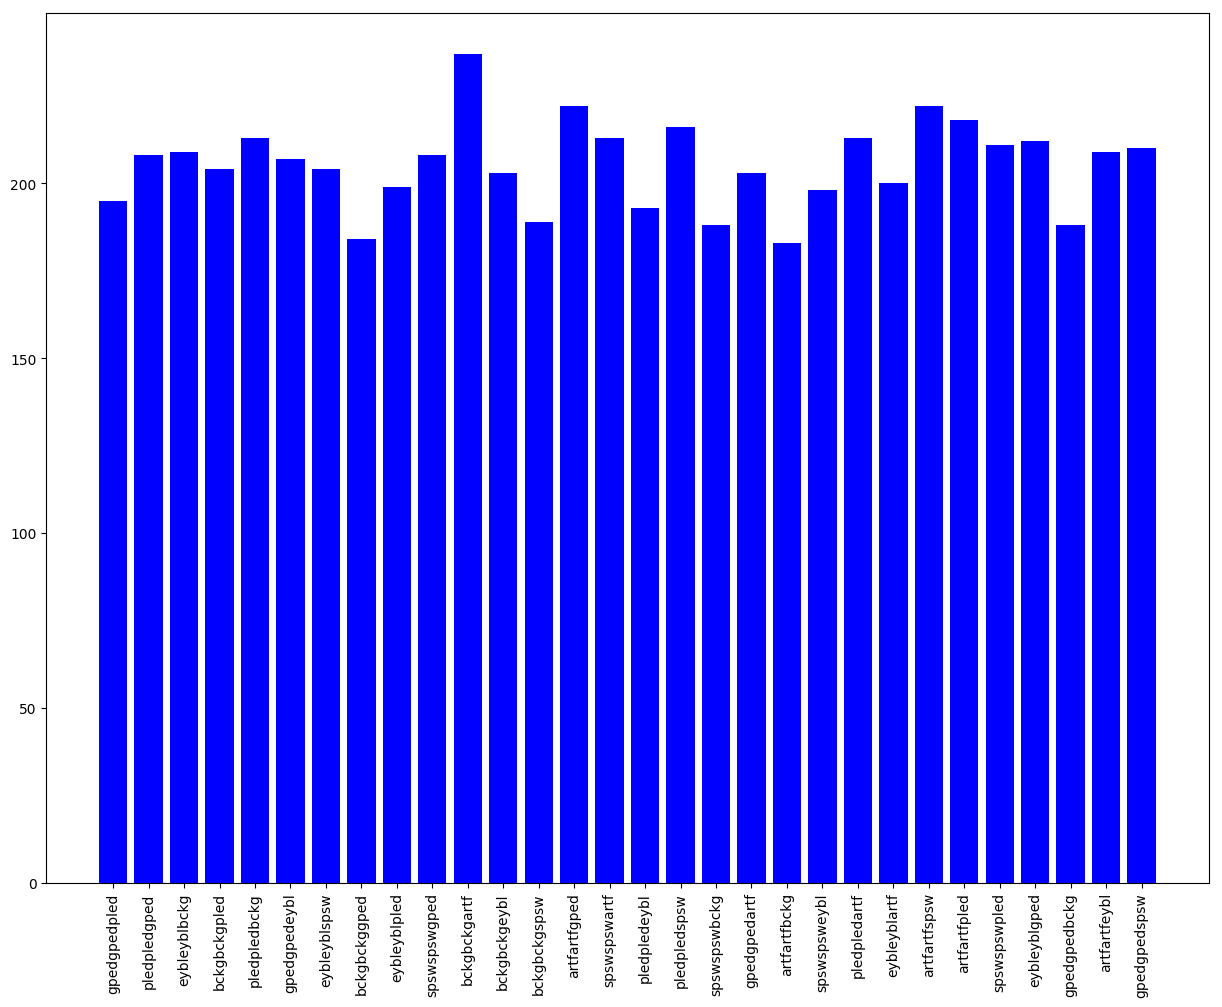 200
150
100
50
0
gpedgpedpled
pledpledgped
eybleyblbckg
bckgbckgpled
pledpledbckg
gpedgpedeybl
eybleyblspsw
bckgbckggped
eybleyblpled
spswspswgped
bckgbckgartf
bckgbckgeybl
bckgbckgspsw
artfartfgped
spswspswartf
pledpledeybl
pledpledspsw
spswspswbckg
gpedgpedartf
artfartfbckg
spswspsweybl
pledpledartf
eybleyblartf
artfartfspsw
artfartfpled
spswspswpled
eybleyblgped
gpedgpedbckg
artfartfeybl
gpedgpedspsw